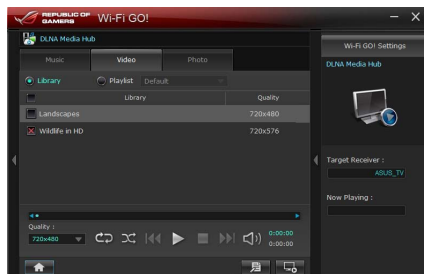 REPUBLIC OF
GAMERS
Wi-Fi GO!
DLNA Media Hub
Music Video Photo
Library Playlist Default
Library Quality
Landscapes 720x480
Wildlife in HD 720x576
Quality :
720x480
0:00:00
0:00:00
Wi-Fi GO! Settings
DLNA Media Hub
Target Receiver :
ASUS_TV
Now Playing :